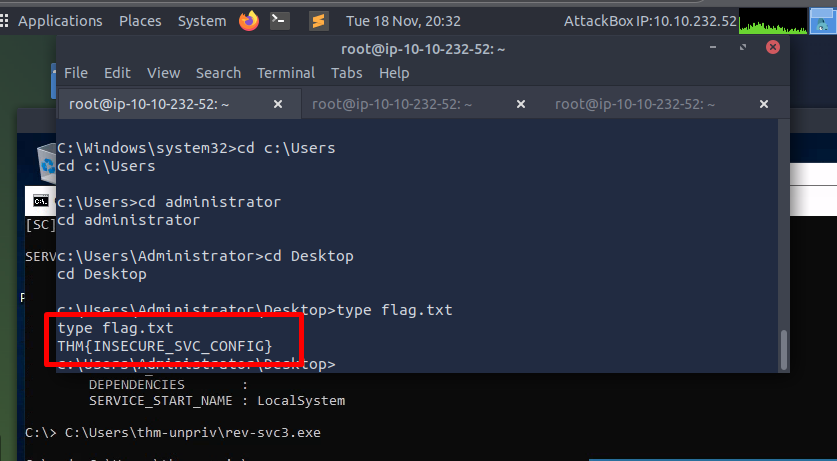 Applications Places System Tue 18 Nov, 20:32 AttackBox IP:10.10.232.52
root@ip-10-10-232-52: ~
File Edit View Search Terminal Tabs Help
root@ip-10-10-232-52: ~ × root@ip-10-10-232-52: ~ × root@ip-10-10-232-52: ~ ×
C:\Windows\system32>cd c:\Users
cd c:\Users
c:\Users>cd administrator
cd administrator
[SC]
c:\Users\Administrator>cd Desktop
SERV
cd Desktop
c:\Users\Administrator\Desktop>type flag.txt
type flag.txt
THM{INSECURE_SVC_CONFIG}
c:\Users\Administrator\Desktop>
DEPENDENCIES :
SERVICE_START_NAME : LocalSystem
C:\> C:\Users\thm-unpriv\rev-svc3.exe